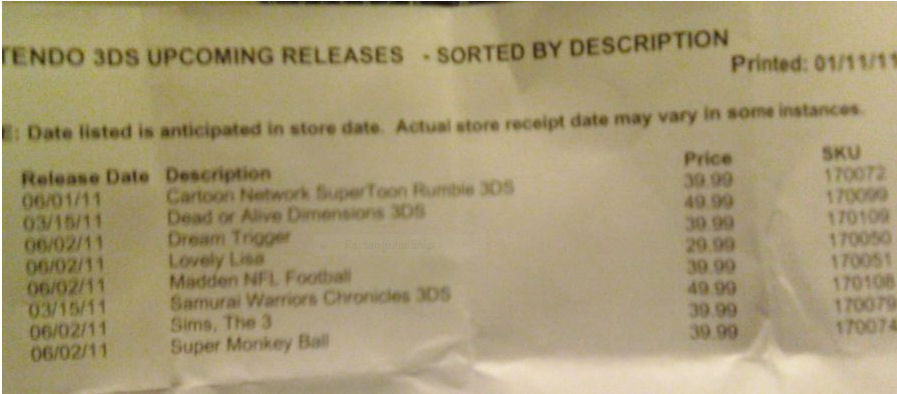 TENDO 3DS UPCOMING RELEASES - SORTED BY DESCRIPTION
Printed: 01/11/11
E: Date listed is anticipated in store date. Actual store receipt date may vary in some instances.
Release Date Description Price SKU
06/01/11 Cartoon Network SuperToon Rumble 3DS 39.99 170072
03/15/11 Dead or Alive Dimensions 3DS 49.99 170099
06/02/11 Dream Trigger 39.99 170109
06/02/11 Lovely Lisa 29.99 170050
06/02/11 Madden NFL Football 39.99 170051
03/15/11 Samurai Warriors Chronicles 3DS 49.99 170108
06/02/11 Sims, The 3 39.99 170079
06/02/11 Super Monkey Ball 39.99 170074